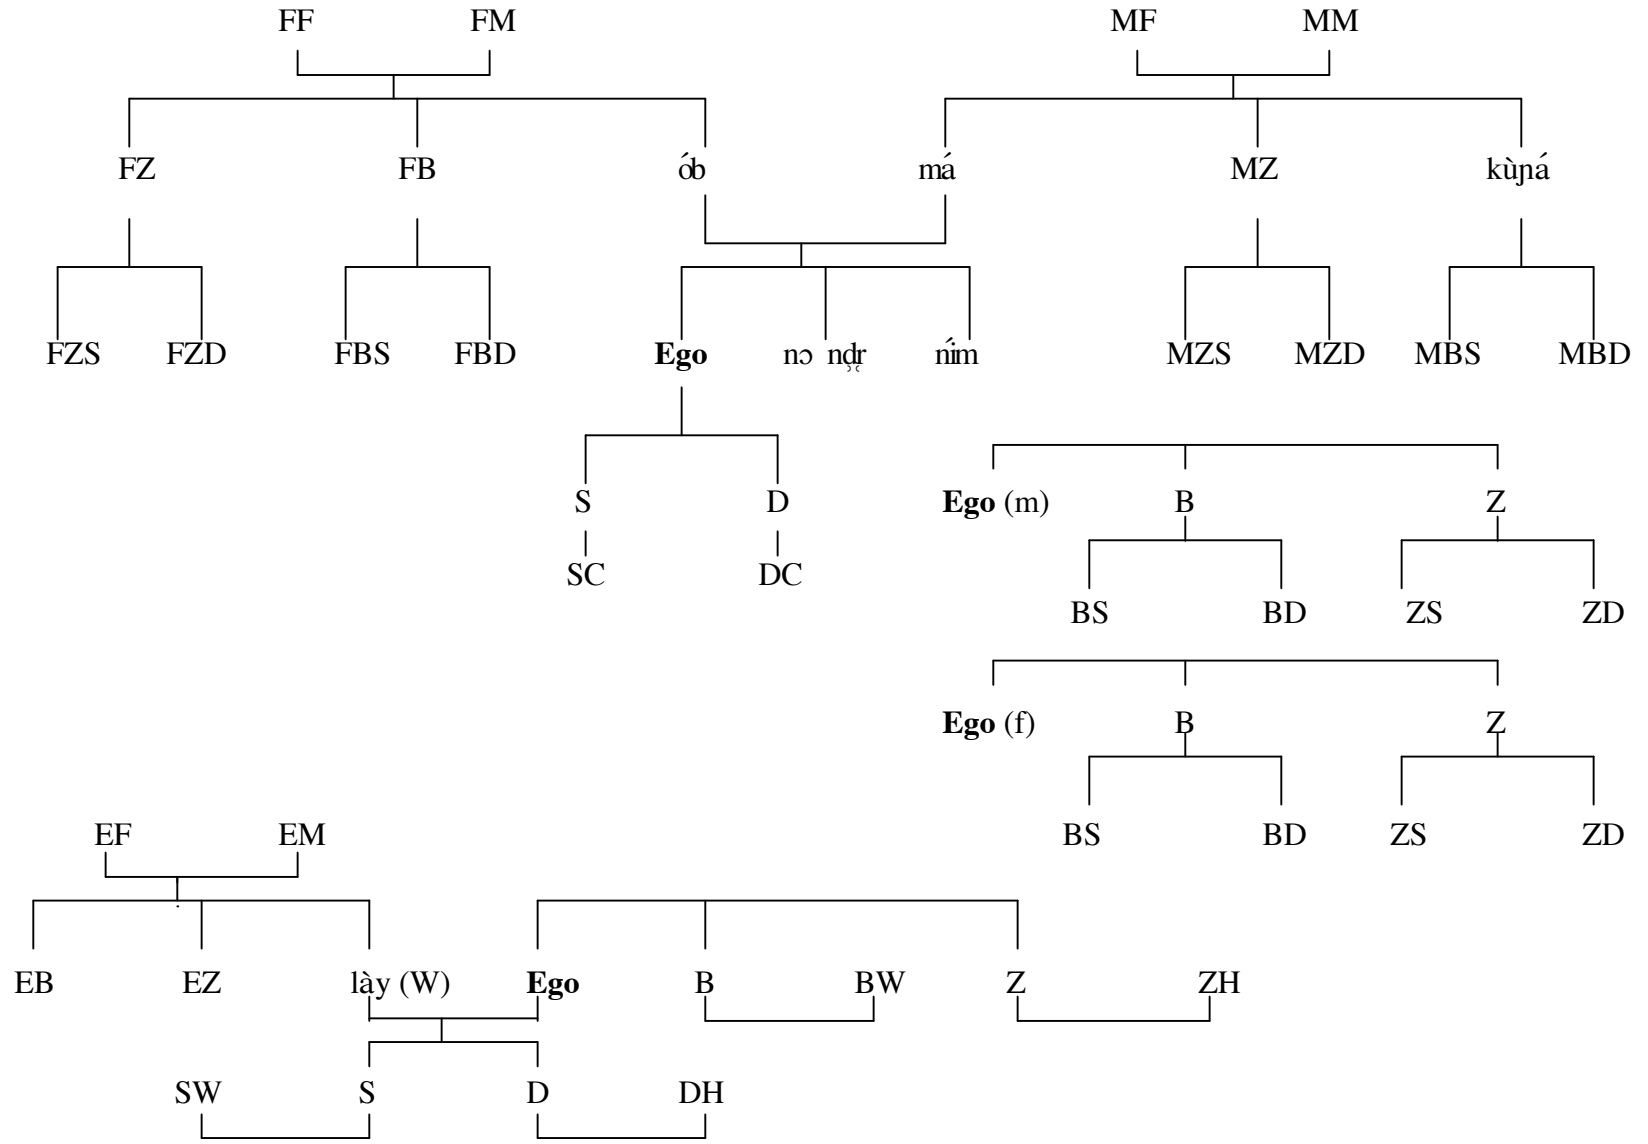 FF FM MF MM
FZ FB ób má MZ kùɲá
FZS FZD FBS FBD Ego nɔ ńim MZS MZD MBS MBD
S D Ego (m) B Z
SC DC
BS BD ZS ZD
Ego (f) B Z
EF EM BS BD ZS ZD
EB EZ lày (W) Ego B BW Z ZH
SW S D DH